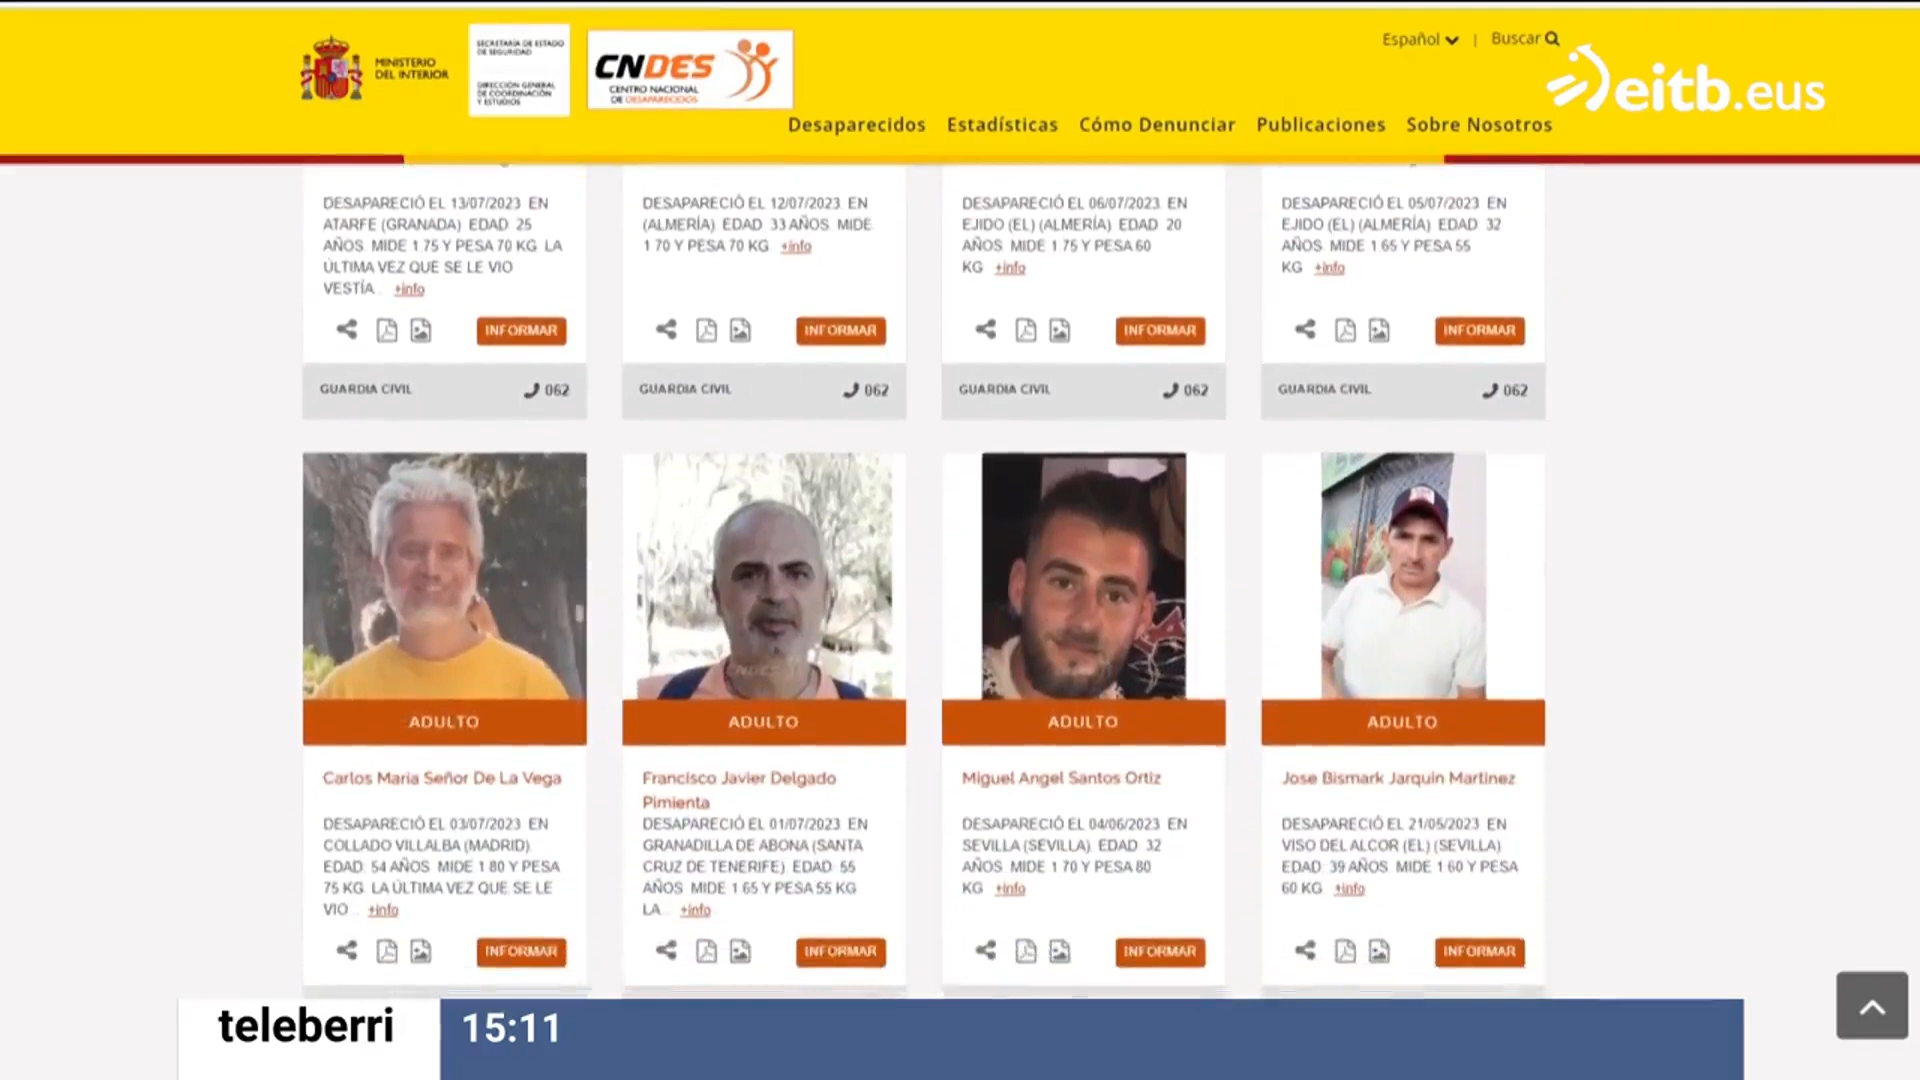 MINISTERIO
DEL INTERIOR
SECRETARÍA DE ESTADO
DE SEGURIDAD
DIRECCIÓN GENERAL
DE COORDINACIÓN
Y ESTUDIOS
CNDES
CENTRO NACIONAL
DE DESAPARECIDOS
Español | Buscar
eitb.eus
Desaparecidos Estadísticas Cómo Denunciar Publicaciones Sobre Nosotros
DESAPARECIÓ EL 13/07/2023 EN
ATARFE (GRANADA) EDAD 25
AÑOS MIDE 1 75 Y PESA 70 KG LA
ÚLTIMA VEZ QUE SE LE VIO
VESTÍA... +info
INFORMAR
GUARDIA CIVIL 062
DESAPARECIÓ EL 12/07/2023 EN
(ALMERÍA) EDAD 33 AÑOS MIDE
1 70 Y PESA 70 KG +info
INFORMAR
GUARDIA CIVIL 062
DESAPARECIÓ EL 06/07/2023 EN
EJIDO (EL) (ALMERÍA) EDAD 20
AÑOS MIDE 1 75 Y PESA 60
KG +info
INFORMAR
GUARDIA CIVIL 062
DESAPARECIÓ EL 05/07/2023 EN
EJIDO (EL) (ALMERÍA) EDAD 32
AÑOS MIDE 1 65 Y PESA 55
KG +info
INFORMAR
GUARDIA CIVIL 062
ADULTO
Carlos Maria Señor De La Vega
DESAPARECIÓ EL 03/07/2023 EN
COLLADO VILLALBA (MADRID)
EDAD 54 AÑOS MIDE 1 80 Y PESA
75 KG LA ÚLTIMA VEZ QUE SE LE
VIO... +info
INFORMAR
CNDES
ADULTO
Francisco Javier Delgado
Pimienta
DESAPARECIÓ EL 01/07/2023 EN
GRANADILLA DE ABONA (SANTA
CRUZ DE TENERIFE) EDAD 55
AÑOS MIDE 1 65 Y PESA 55 KG
LA... +info
INFORMAR
ADULTO
Miguel Angel Santos Ortiz
DESAPARECIÓ EL 04/06/2023 EN
SEVILLA (SEVILLA) EDAD 32
AÑOS MIDE 1 70 Y PESA 80
KG +info
INFORMAR
ADULTO
Jose Bismark Jarquin Martinez
DESAPARECIÓ EL 21/05/2023 EN
VISO DEL ALCOR (EL) (SEVILLA)
EDAD 39 AÑOS MIDE 1 60 Y PESA
60 KG +info
INFORMAR
teleberri 15:11